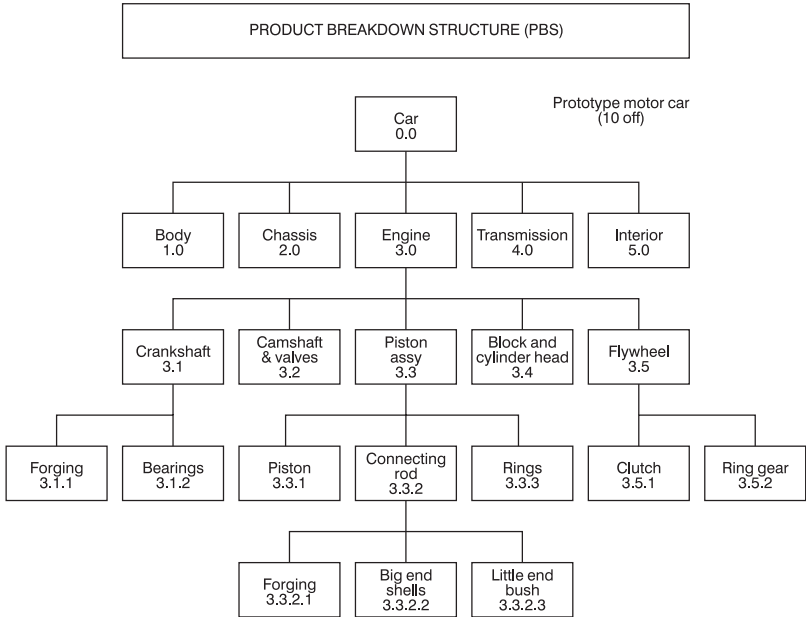 PRODUCT BREAKDOWN STRUCTURE (PBS)
Prototype motor car
(10 off)
Car
0.0
Body
1.0
Chassis
2.0
Engine
3.0
Transmission
4.0
Interior
5.0
Crankshaft
3.1
Camshaft
& valves
3.2
Piston
assy
3.3
Block and
cylinder head
3.4
Flywheel
3.5
Forging
3.1.1
Bearings
3.1.2
Piston
3.3.1
Connecting
rod
3.3.2
Rings
3.3.3
Clutch
3.5.1
Ring gear
3.5.2
Forging
3.3.2.1
Big end
shells
3.3.2.2
Little end
bush
3.3.2.3